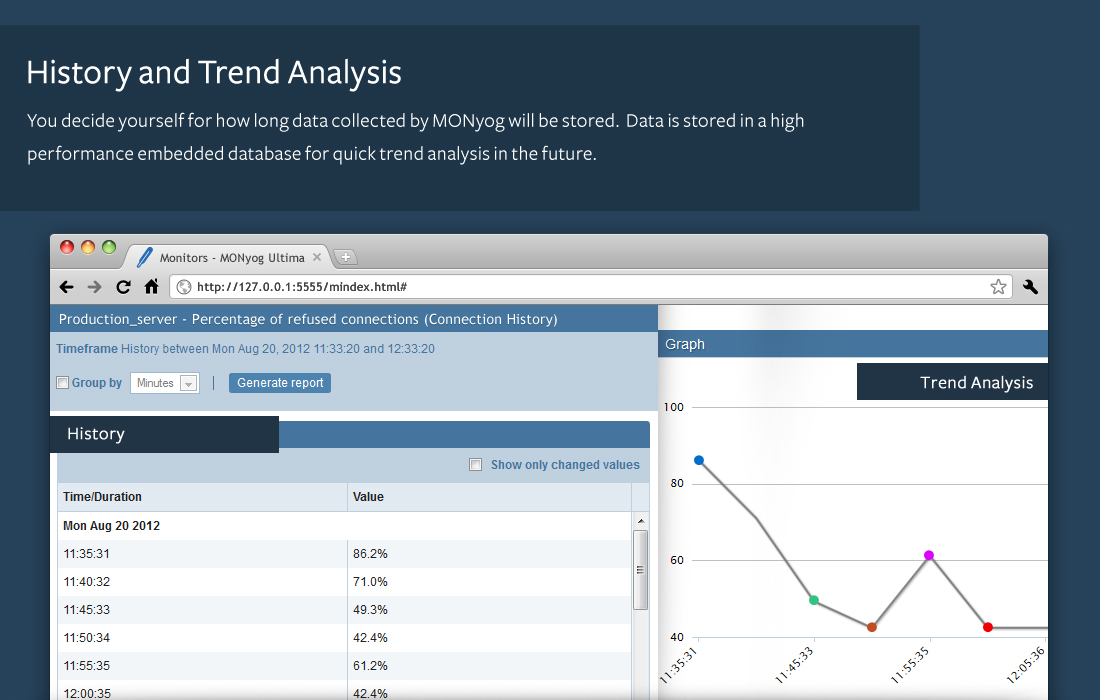 History and Trend Analysis
You decide yourself for how long data collected by MONyog will be stored. Data is stored in a high
performance embedded database for quick trend analysis in the future.
Monitors - MONyog Ultima
http://127.0.0.1:5555/mindex.html#
Production_server - Percentage of refused connections (Connection History)
Timeframe History between Mon Aug 20, 2012 11:33:20 and 12:33:20
Group by Minutes | Generate report
History
Show only changed values
Time/Duration Value
Mon Aug 20 2012
11:35:31 86.2%
11:40:32 71.0%
11:45:33 49.3%
11:50:34 42.4%
11:55:35 61.2%
12:00:35 42.4%
Graph
Trend Analysis
100
80
60
40
11:35:31
11:45:33
11:55:35
12:05:36